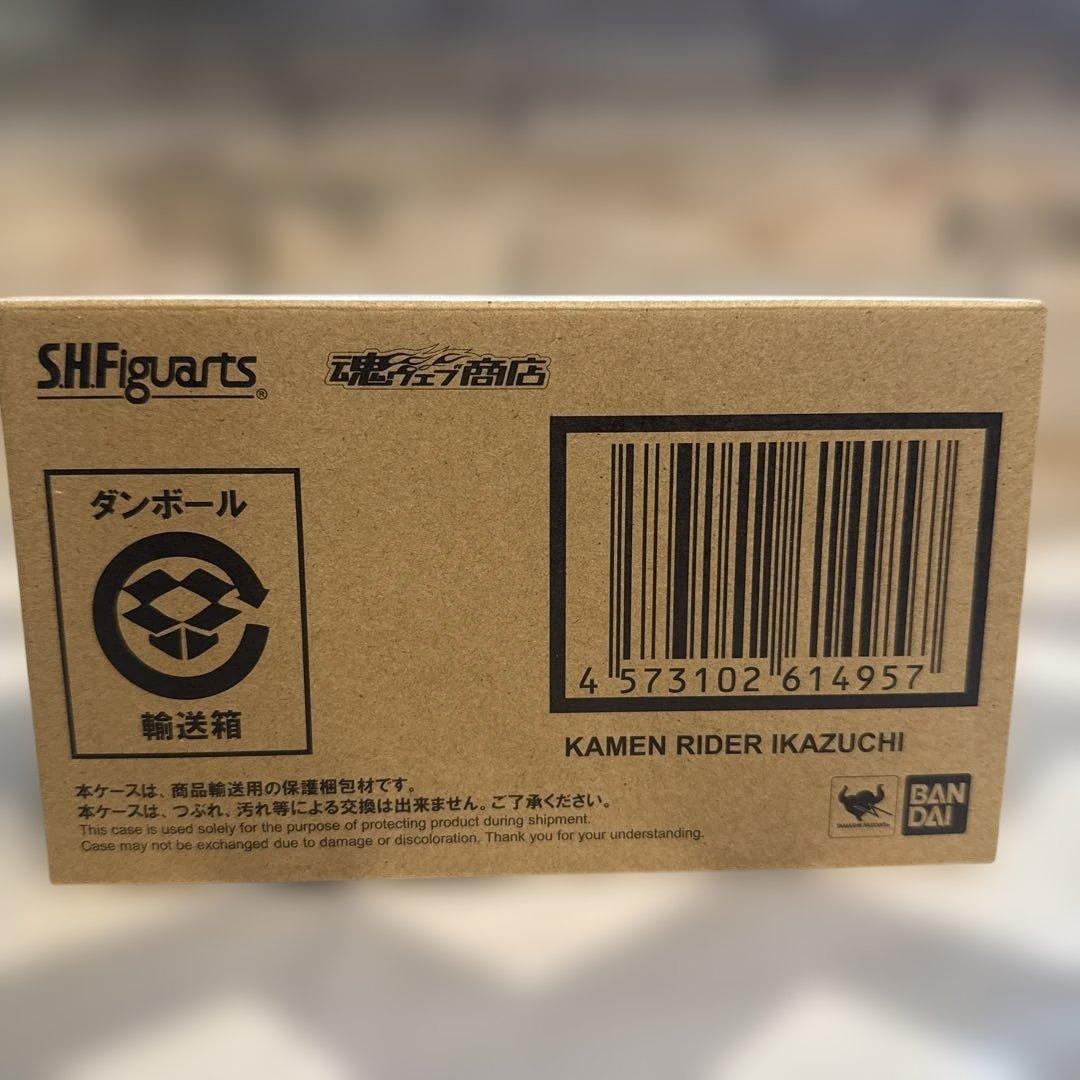 S.H.Figuarts®
魂ウェブ商店
ダンボール
輸送箱
4 573102 614957
KAMEN RIDER IKAZUCHI
本ケースは、商品輸送用の保護梱包材です。
本ケースは、つぶれ、汚れ等による交換は出来ません。ご了承ください。
This case is used solely for the purpose of protecting product during shipment.
Case may not be exchanged due to damage or discoloration. Thank you for your understanding.
TAMASHII NATIONS
BAN
DAI